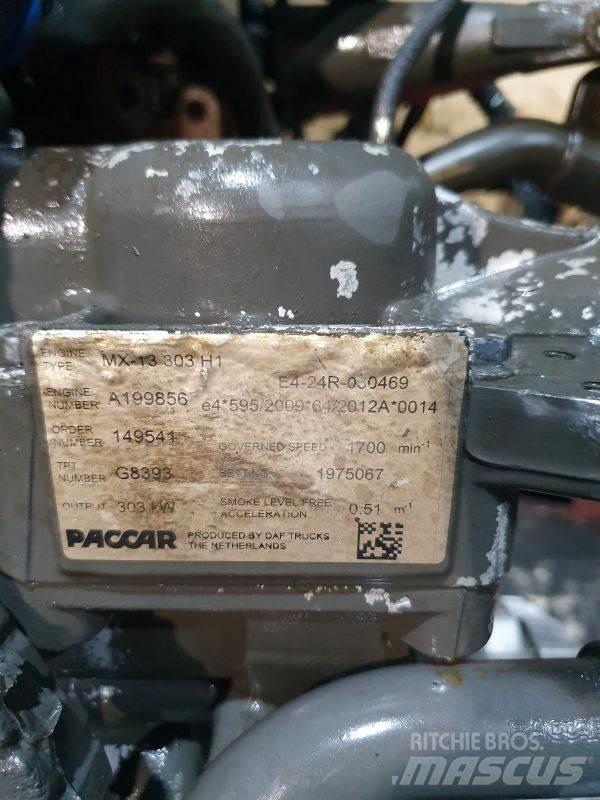 ENGINE TYPE MX-13 303 H1
E4-24R-030469
ENGINE NUMBER A199856 e4*595/2009*64/2012A*0014
ORDER NUMBER 149541 GOVERNED SPEED 1700 min⁻¹
TPT NUMBER G8393 SETTING 1975067
OUTPUT 303 kW SMOKE LEVEL FREE ACCELERATION 0.51 m⁻¹
PACCAR PRODUCED BY DAF TRUCKS THE NETHERLANDS
RITCHIE BROS.
MASCUS